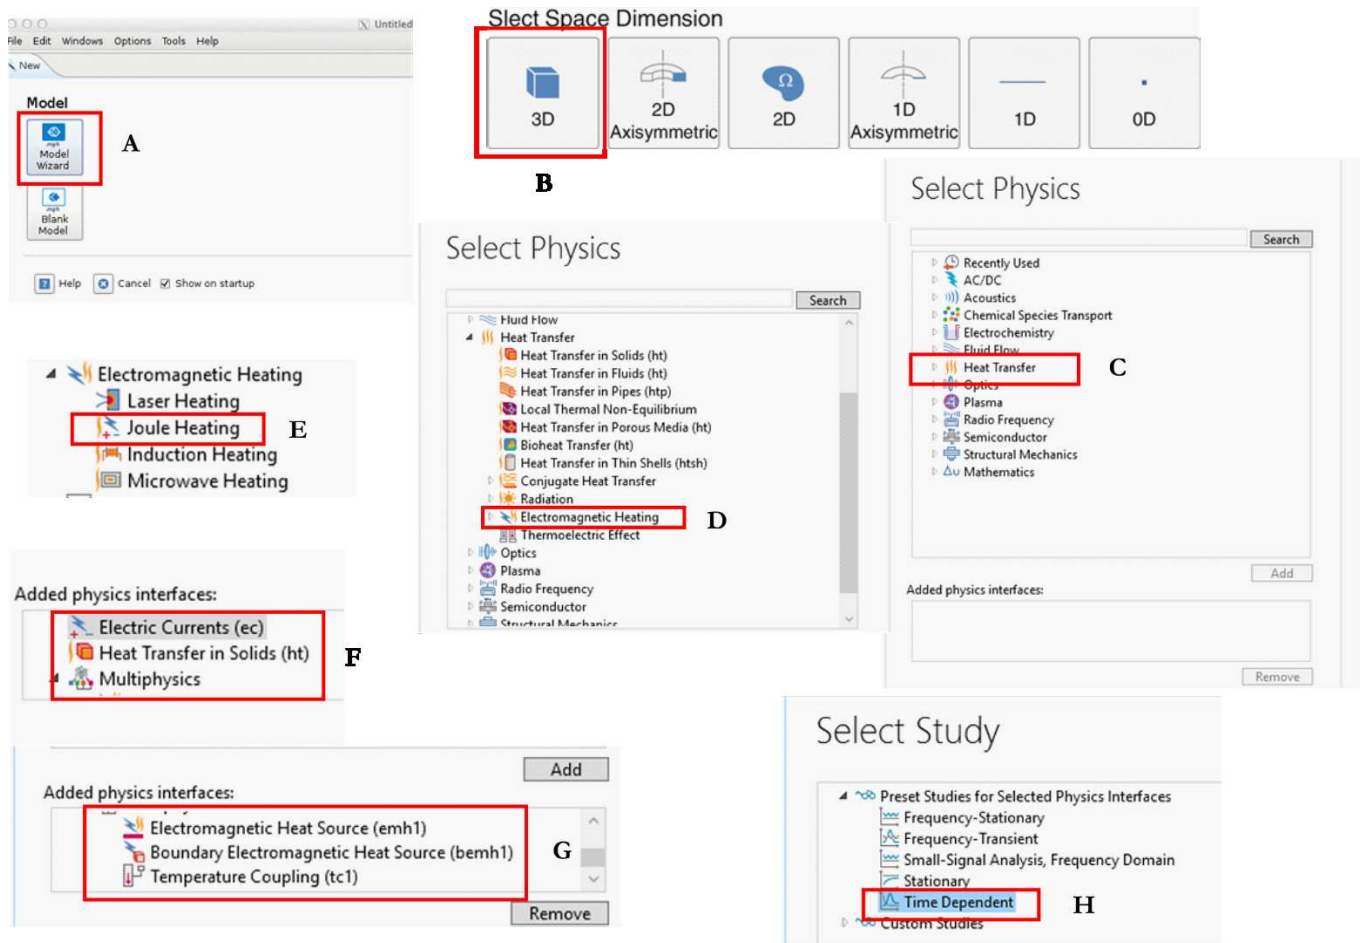 Untitled
File Edit Windows Options Tools Help
New
Model
Model
Wizard
A
Blank
Model
Help Cancel Show on startup
Slect Space Dimension
3D
2D
Axisymmetric
2D
1D
Axisymmetric
1D
0D
B
Select Physics
Search
Recently Used
AC/DC
Acoustics
Chemical Species Transport
Electrochemistry
Fluid Flow
Heat Transfer
C
Optics
Plasma
Radio Frequency
Semiconductor
Structural Mechanics
Δu Mathematics
Add
Added physics interfaces:
Remove
Select Physics
Search
Fluid Flow
Heat Transfer
Heat Transfer in Solids (ht)
Heat Transfer in Fluids (ht)
Heat Transfer in Pipes (htp)
Local Thermal Non-Equilibrium
Heat Transfer in Porous Media (ht)
Bioheat Transfer (ht)
Heat Transfer in Thin Shells (htsh)
Conjugate Heat Transfer
Radiation
Electromagnetic Heating
D
Thermoelectric Effect
Optics
Plasma
Radio Frequency
Semiconductor
Structural Mechanics
Electromagnetic Heating
Laser Heating
Joule Heating
E
Induction Heating
Microwave Heating
Added physics interfaces:
Electric Currents (ec)
Heat Transfer in Solids (ht)
F
Multiphysics
Add
Added physics interfaces:
Electromagnetic Heat Source (emh1)
Boundary Electromagnetic Heat Source (bemh1)
G
Temperature Coupling (tc1)
Remove
Select Study
Preset Studies for Selected Physics Interfaces
Frequency-Stationary
Frequency-Transient
Small-Signal Analysis, Frequency Domain
Stationary
Time Dependent
H
Custom Studies